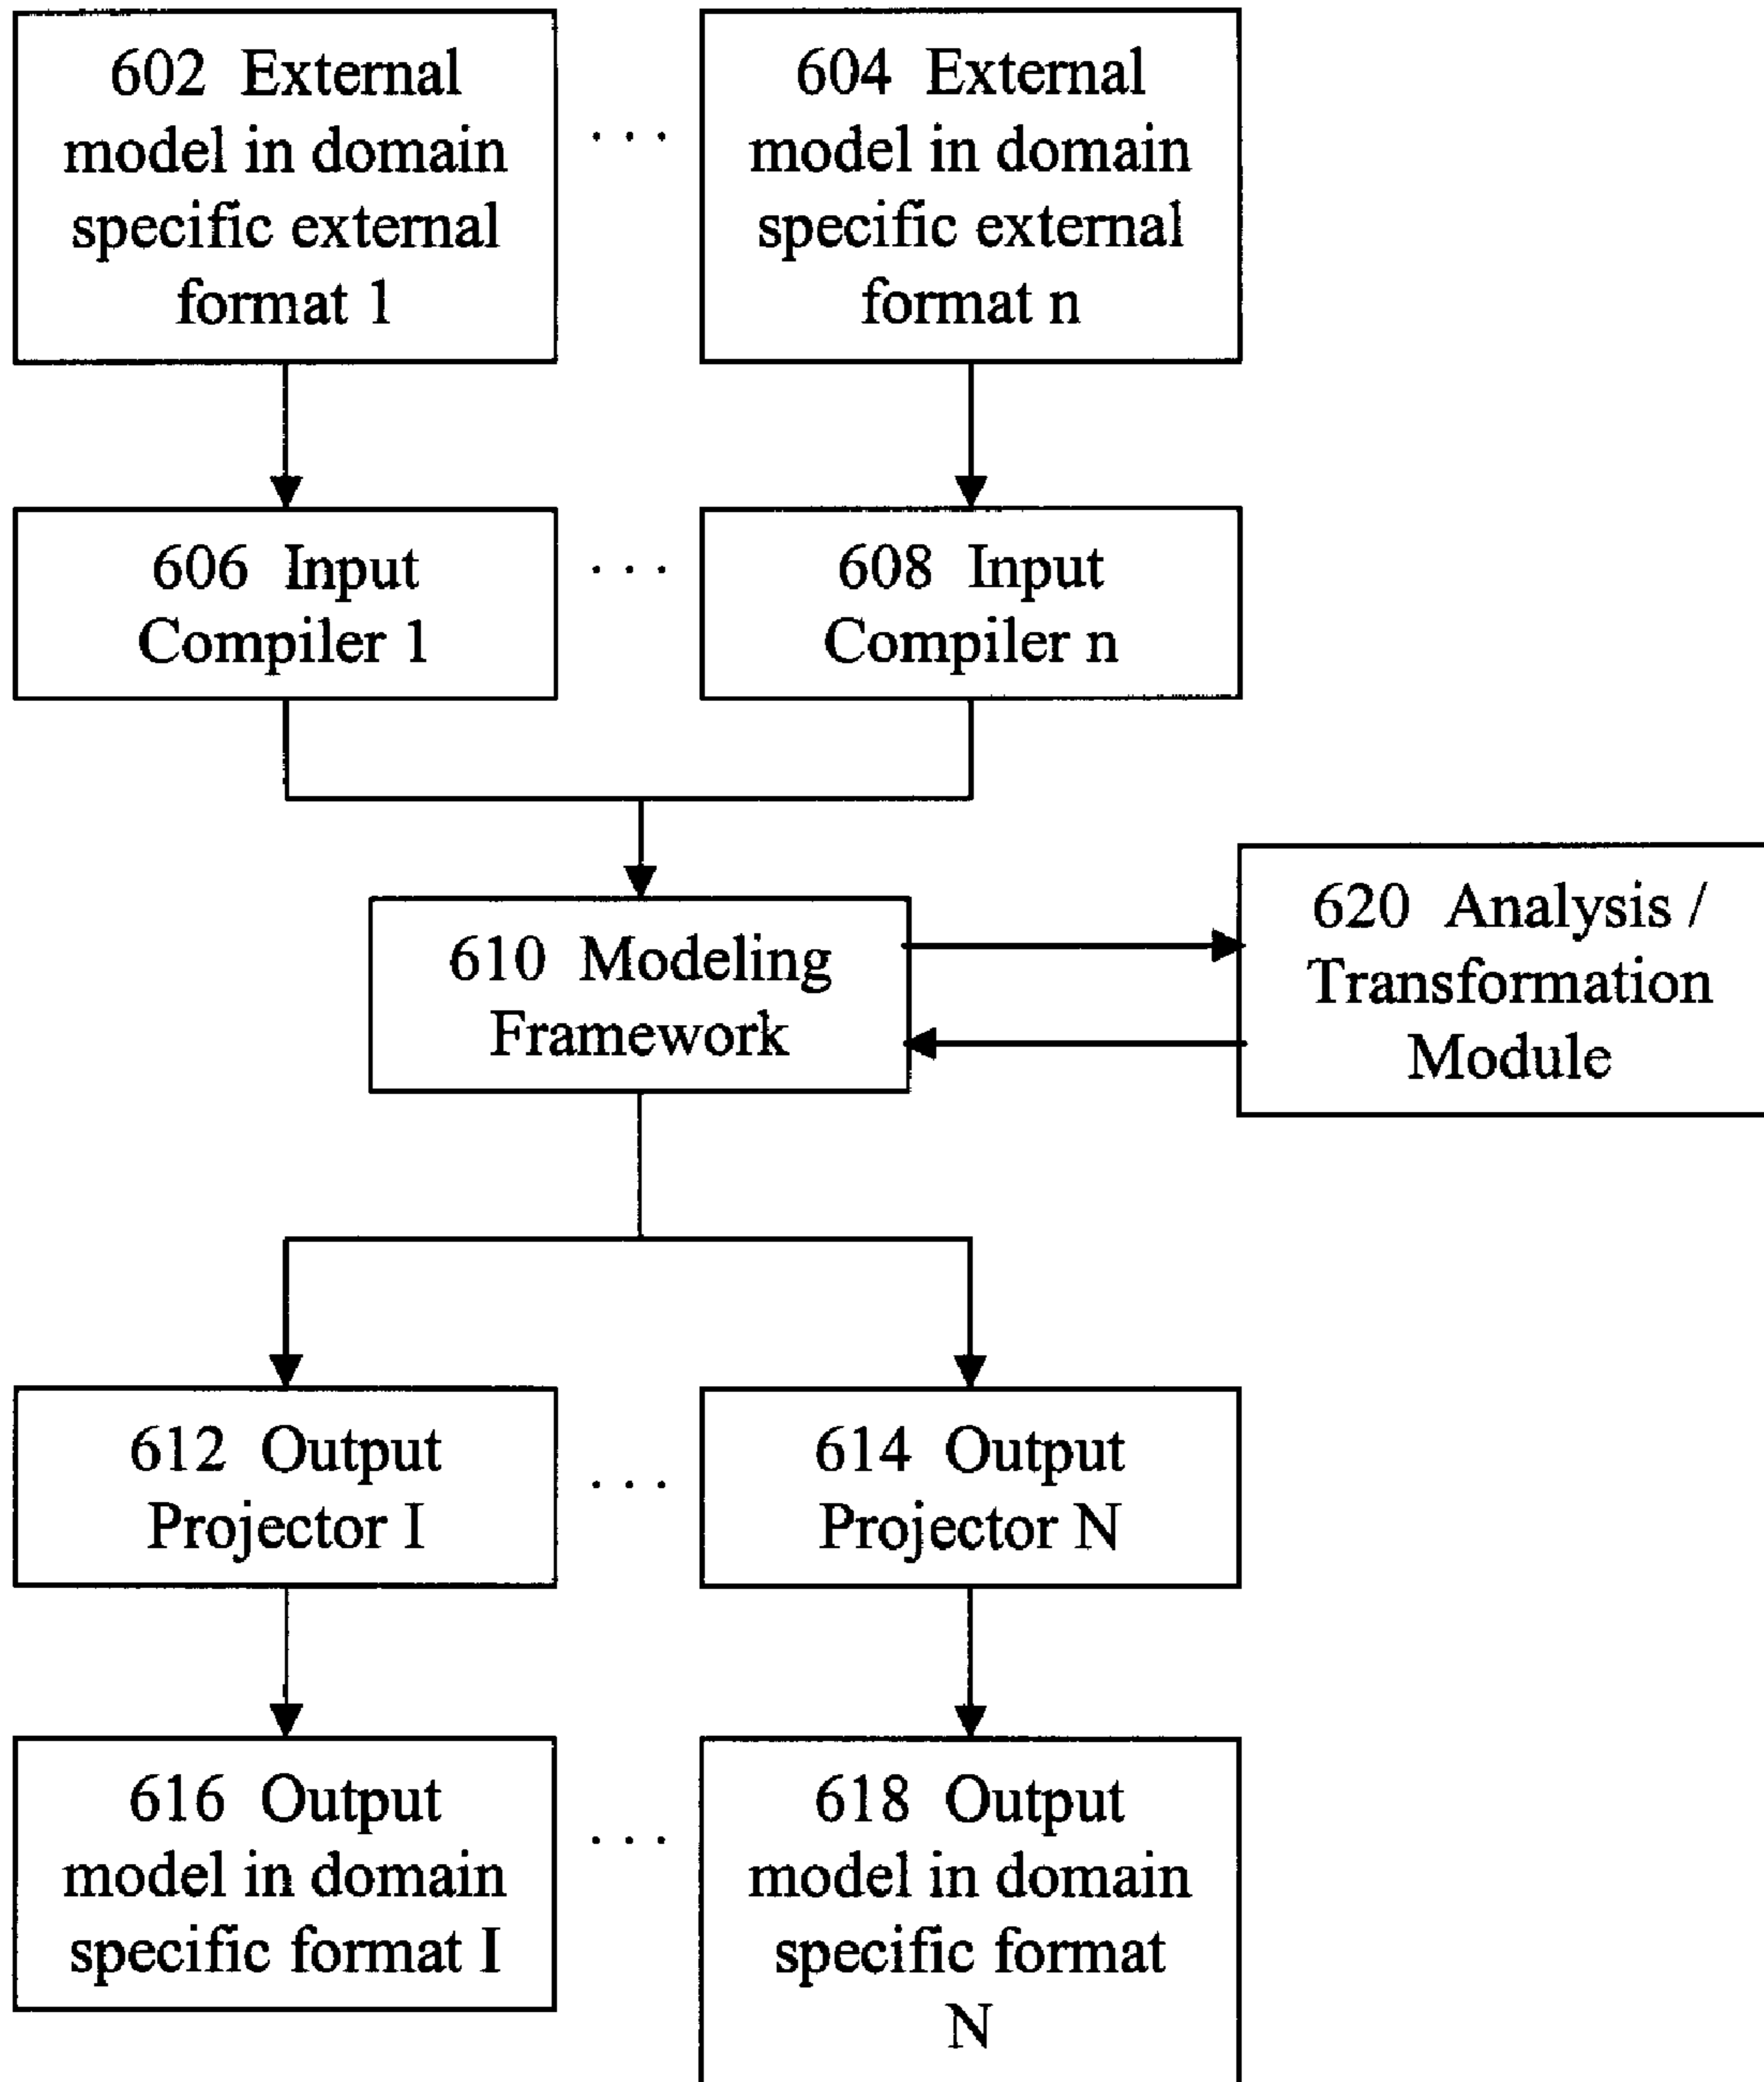 602 External
model in domain
specific external
format 1
. . .
604 External
model in domain
specific external
format n
606 Input
Compiler 1
. . .
608 Input
Compiler n
610 Modeling
Framework
620 Analysis /
Transformation
Module
612 Output
Projector I
. . .
614 Output
Projector N
616 Output
model in domain
specific format I
. . .
618 Output
model in domain
specific format
N